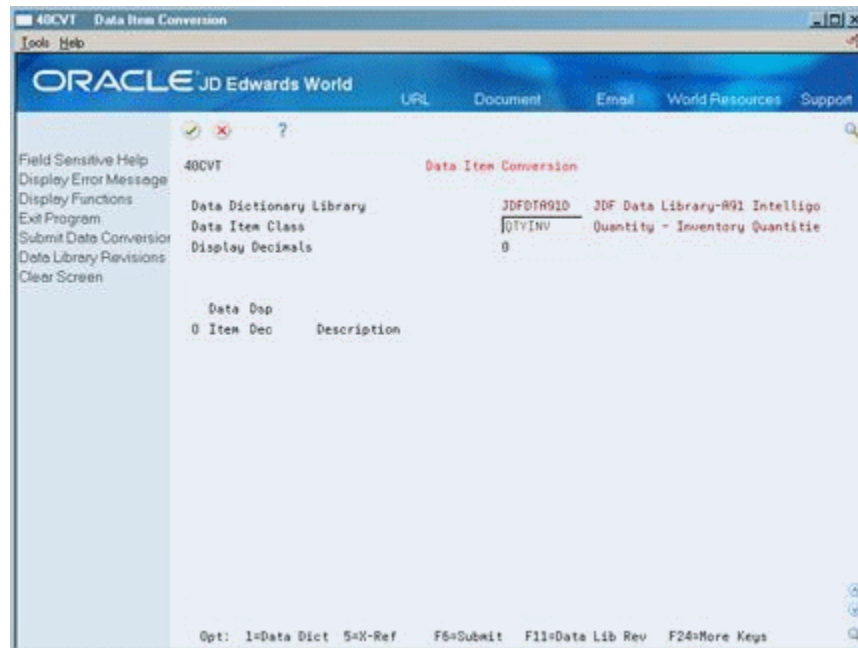 40CVT Data Item Conversion
Tools Help
ORACLE JD Edwards World
URL Document Email World Resources Support
?
Field Sensitive Help
Display Error Message
Display Functions
Exit Program
Submit Data Conversion
Data Library Revisions
Clear Screen
40CVT Data Item Conversion
Data Dictionary Library JDFDTA91D JDF Data Library-A91 Intelligo
Data Item Class QTYINV Quantity - Inventory Quantitie
Display Decimals 0
Data Dsp
O Item Dec Description
Opt: 1=Data Dict 5=X-Ref F6=Submit F11=Data Lib Rev F24=More Keys